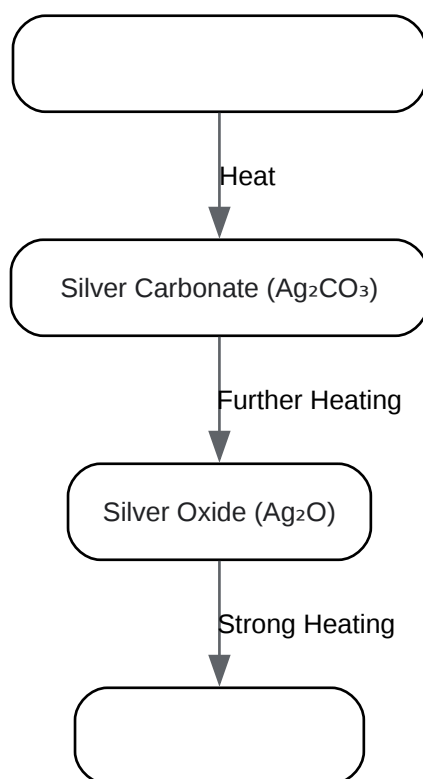 Heat
Silver Carbonate (Ag₂CO₃)
Further Heating
Silver Oxide (Ag₂O)
Strong Heating